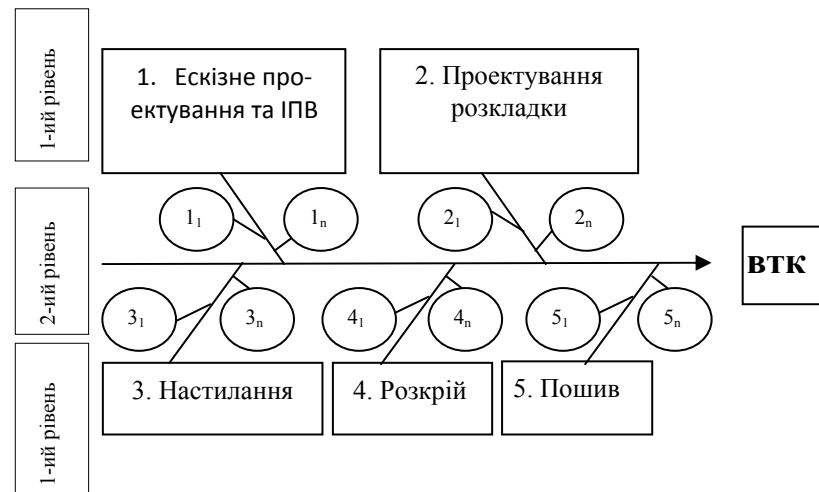 1-ий рівень
1. Ескізне про-
ектування та ІПВ
2. Проектування
розкладки
2-ий рівень
1₁
1ₙ
2₁
2ₙ
ВТК
3₁
3ₙ
4₁
4ₙ
5₁
5ₙ
1-ий рівень
3. Настилання
4. Розкрій
5. Пошив